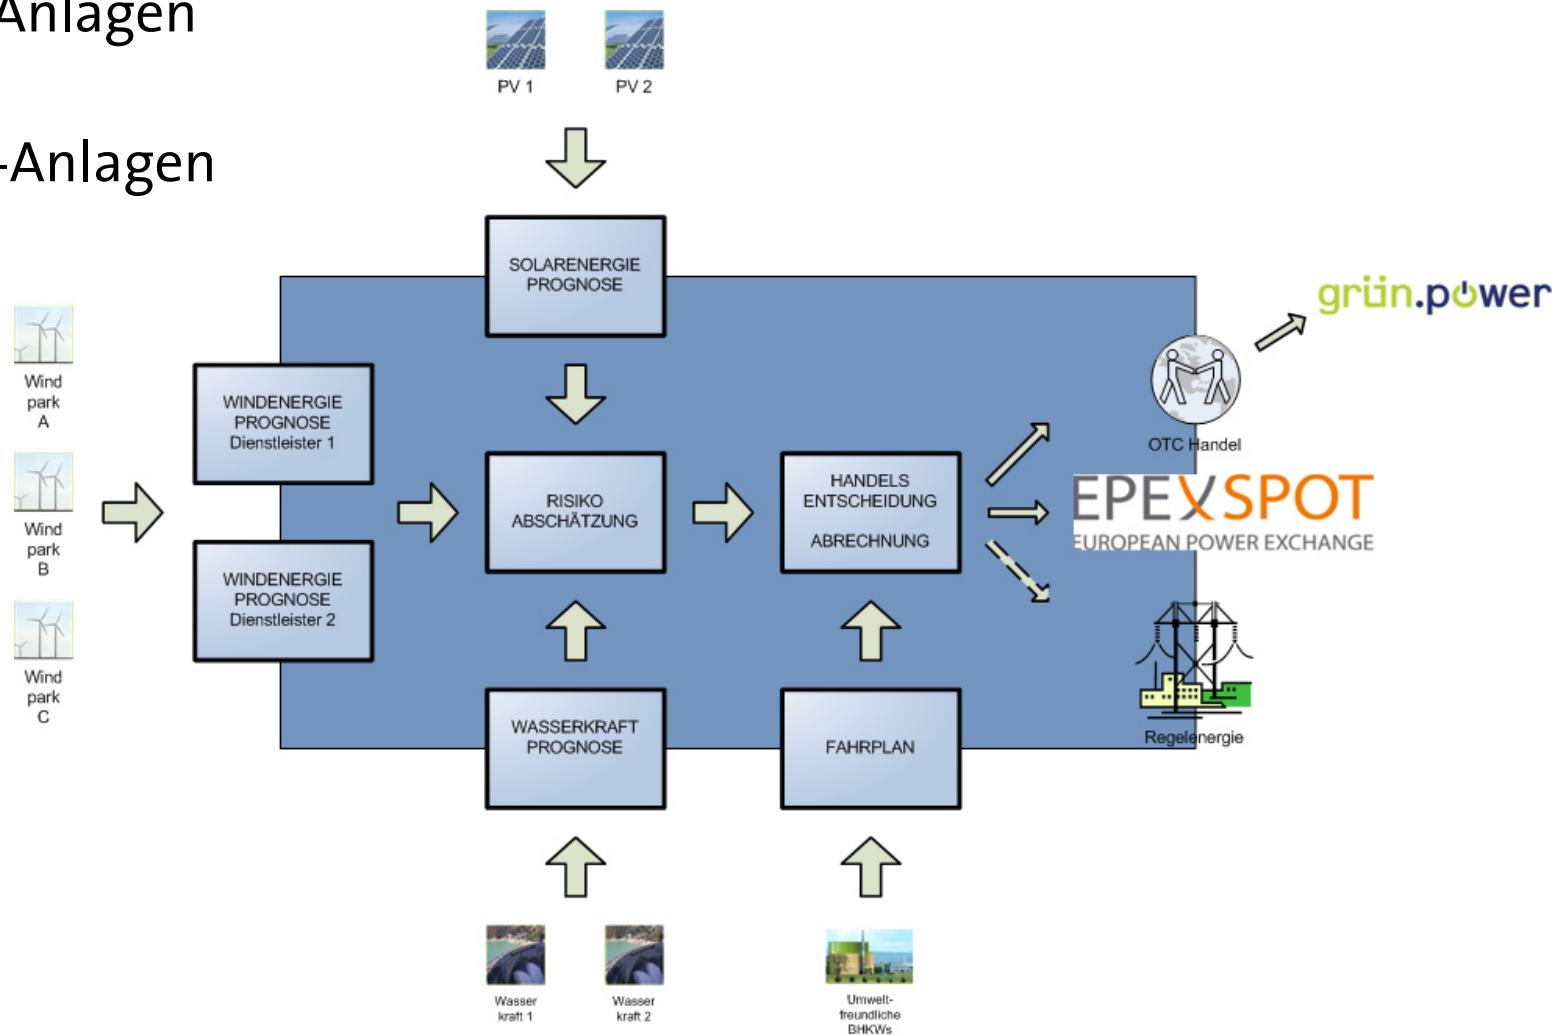 Anlagen
-Anlagen
PV 1
PV 2
SOLARENERGIE
PROGNOSE
grün.power
Wind
park
A
WINDENERGIE
PROGNOSE
Dienstleister 1
OTC Handel
Wind
park
B
RISIKO
ABSCHÄTZUNG
HANDELS
ENTSCHEIDUNG
ABRECHNUNG
EPEXSPOT
EUROPEAN POWER EXCHANGE
WINDENERGIE
PROGNOSE
Dienstleister 2
Wind
park
C
WASSERKRAFT
PROGNOSE
FAHRPLAN
Regelenergie
Wasser
kraft 1
Wasser
kraft 2
Umwelt-
freundliche
BHKWs